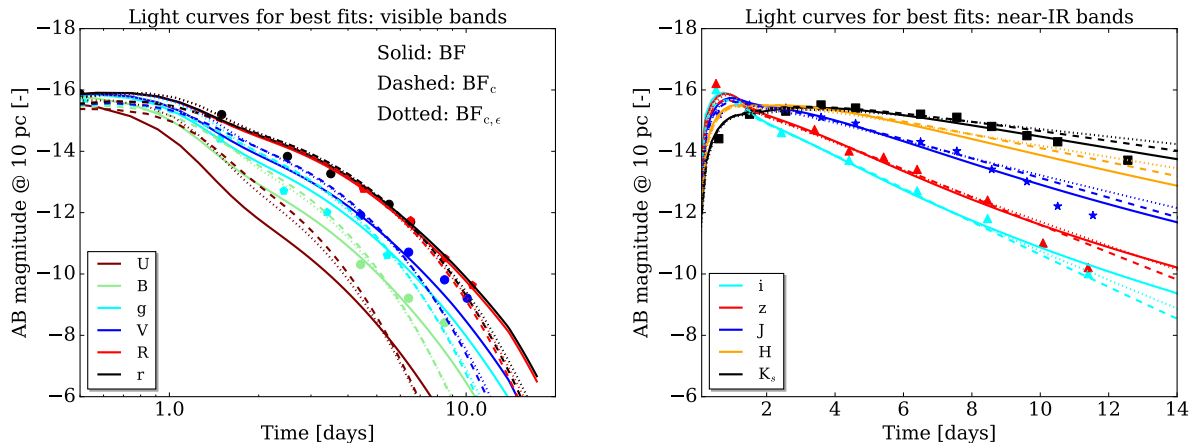 Light curves for best fits: visible bands
AB magnitude @ 10 pc [-]
−18
−16
−14
−12
−10
−8
−6
Solid: BF
Dashed: BF_c
Dotted: BF_{c,ϵ}
U
B
g
V
R
r
1.0
10.0
Time [days]
Light curves for best fits: near-IR bands
AB magnitude @ 10 pc [-]
−18
−16
−14
−12
−10
−8
−6
i
z
J
H
K_s
2
4
6
8
10
12
14
Time [days]